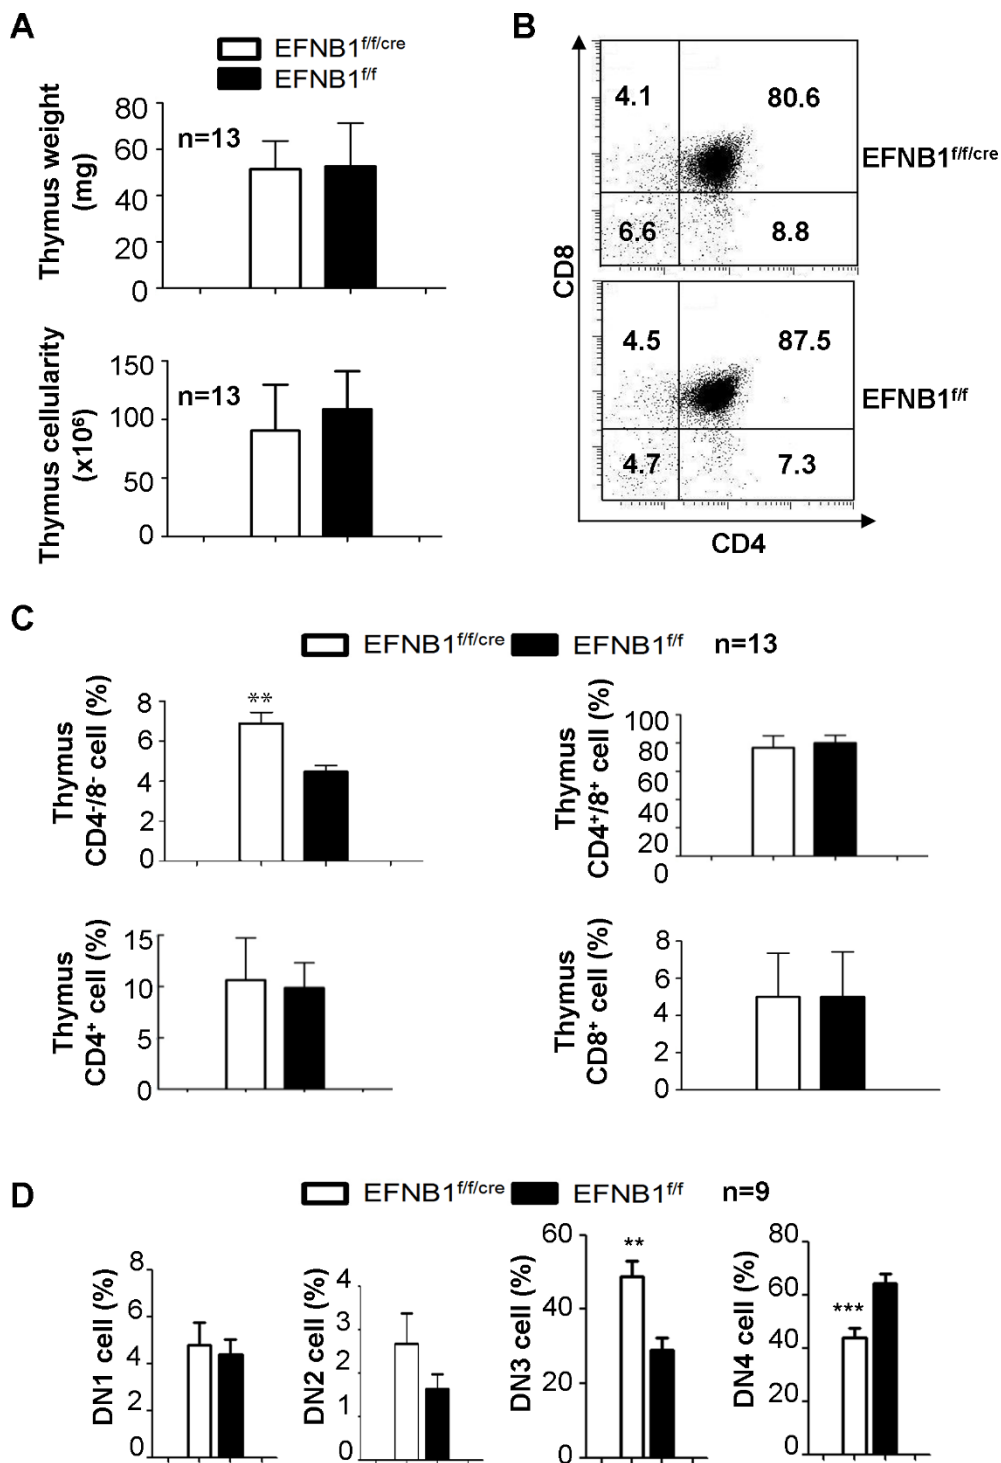 A
EFNB1f/f/cre
EFNB1f/f
Thymus weight
(mg)
80
60
40
20
0
n=13
Thymus cellularity
(x10⁶)
150
100
50
0
n=13
B
CD8
4.1
80.6
6.6
8.8
EFNB1f/f/cre
4.5
87.5
4.7
7.3
EFNB1f/f
CD4
C
EFNB1f/f/cre
EFNB1f/f
n=13
Thymus
CD4⁻/8⁻ cell (%)
8
6
4
2
0
**
Thymus
CD4⁺/8⁺ cell (%)
100
80
60
40
20
0
Thymus
CD4⁺ cell (%)
15
10
5
0
Thymus
CD8⁺ cell (%)
8
6
4
2
0
D
EFNB1f/f/cre
EFNB1f/f
n=9
DN1 cell (%)
8
6
4
2
0
DN2 cell (%)
4
3
2
1
0
DN3 cell (%)
60
40
20
0
**
DN4 cell (%)
80
60
40
20
0
***